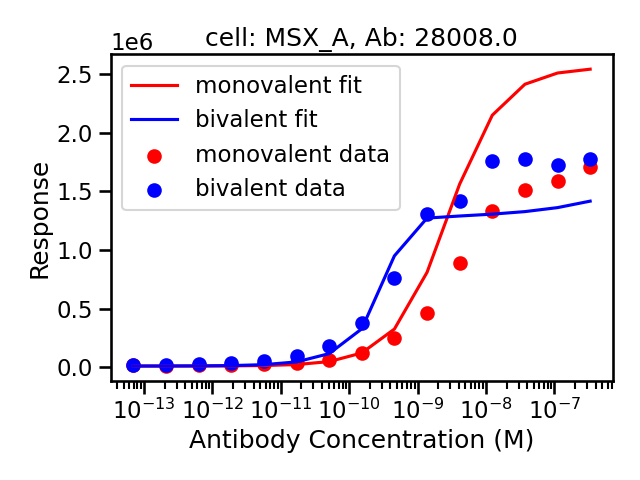 cell: MSX_A, Ab: 28008.0
1e6
monovalent fit
bivalent fit
monovalent data
bivalent data
Response
2.5
2.0
1.5
1.0
0.5
0.0
10⁻¹³ 10⁻¹² 10⁻¹¹ 10⁻¹⁰ 10⁻⁹ 10⁻⁸ 10⁻⁷
Antibody Concentration (M)